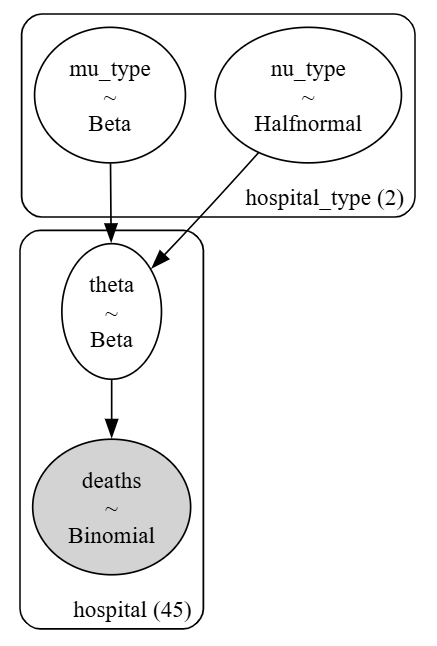 mu_type
~
Beta
nu_type
~
Halfnormal
hospital_type (2)
theta
~
Beta
deaths
~
Binomial
hospital (45)